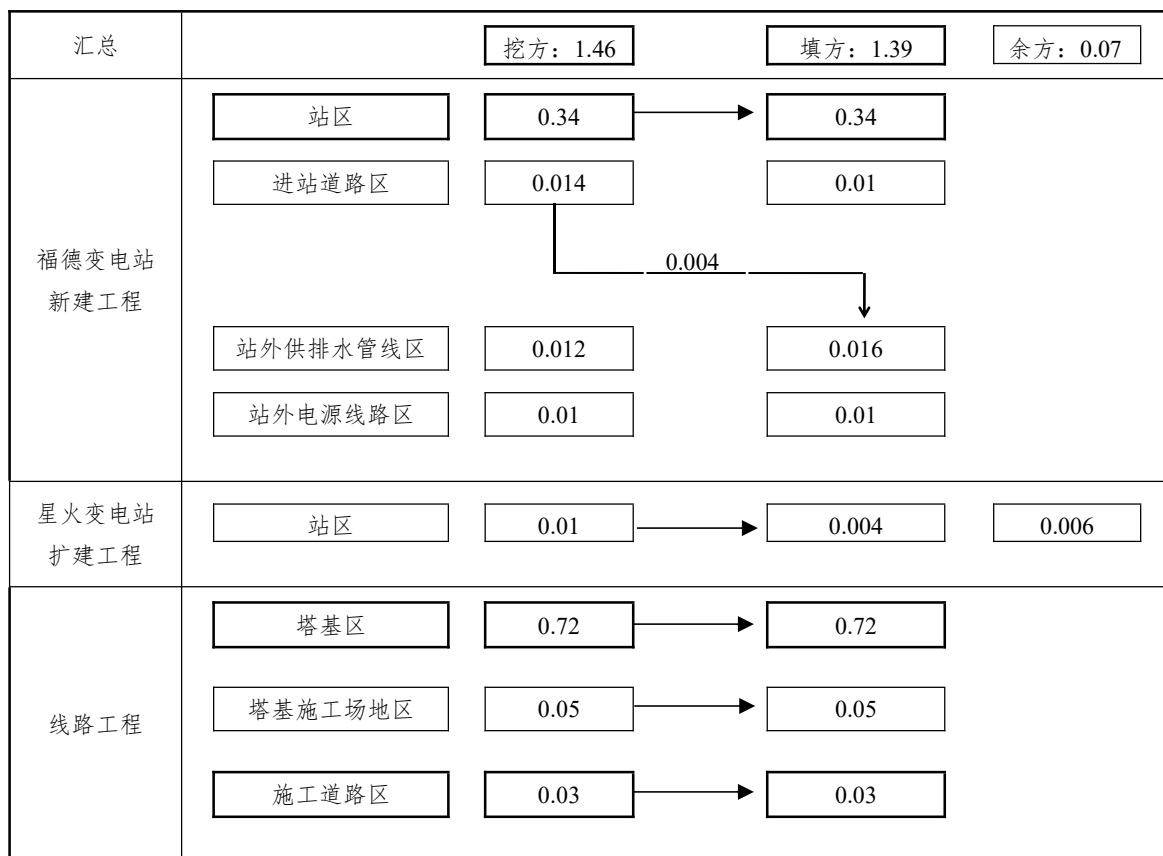 汇总 挖方：1.46 填方：1.39 余方：0.07
站区 0.34 0.34
进站道路区 0.014 0.01
0.004
福德变电站
新建工程
站外供排水管线区 0.012 0.016
站外电源线路区 0.01 0.01
星火变电站
扩建工程
站区 0.01 0.004 0.006
塔基区 0.72 0.72
塔基施工场地区 0.05 0.05
线路工程
施工道路区 0.03 0.03